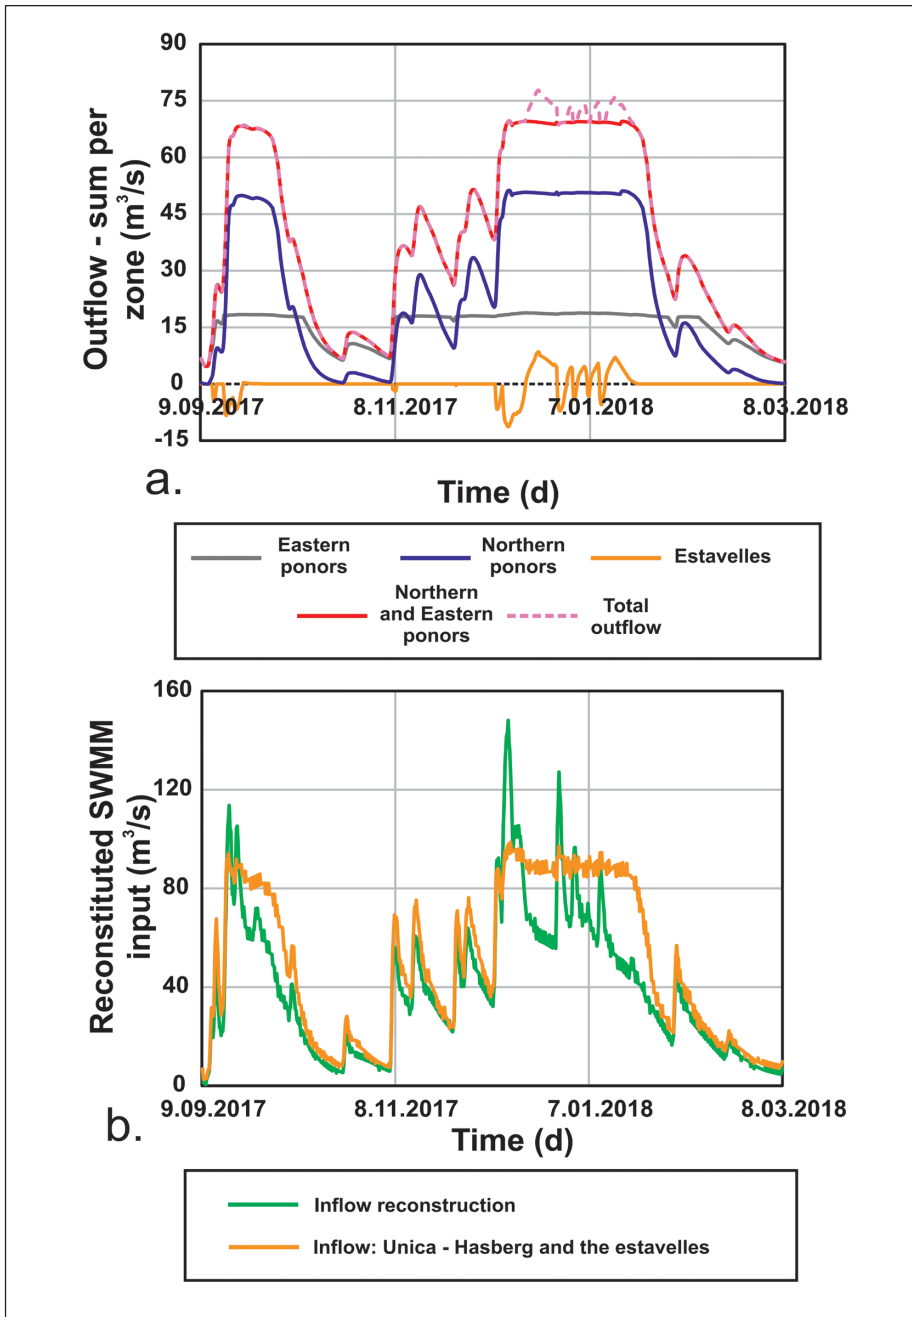 90
75
60
45
30
15
0
-15
Outflow - sum per
zone (m³/s)
9.09.2017 8.11.2017 7.01.2018 8.03.2018
a.
Time (d)
Eastern
ponors
Northern
ponors
Estavelles
Northern
and Eastern
ponors
Total
outflow
160
120
80
40
0
Reconstituted SWMM
input (m³/s)
9.09.2017 8.11.2017 7.01.2018 8.03.2018
b.
Time (d)
Inflow reconstruction
Inflow: Unica - Hasberg and the estavelles